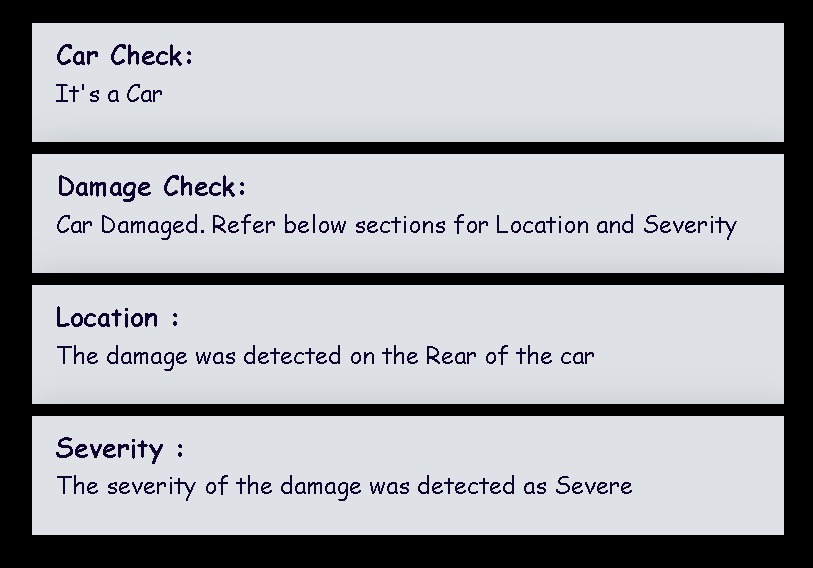 Car Check:
It's a Car
Damage Check:
Car Damaged. Refer below sections for Location and Severity
Location :
The damage was detected on the Rear of the car
Severity :
The severity of the damage was detected as Severe